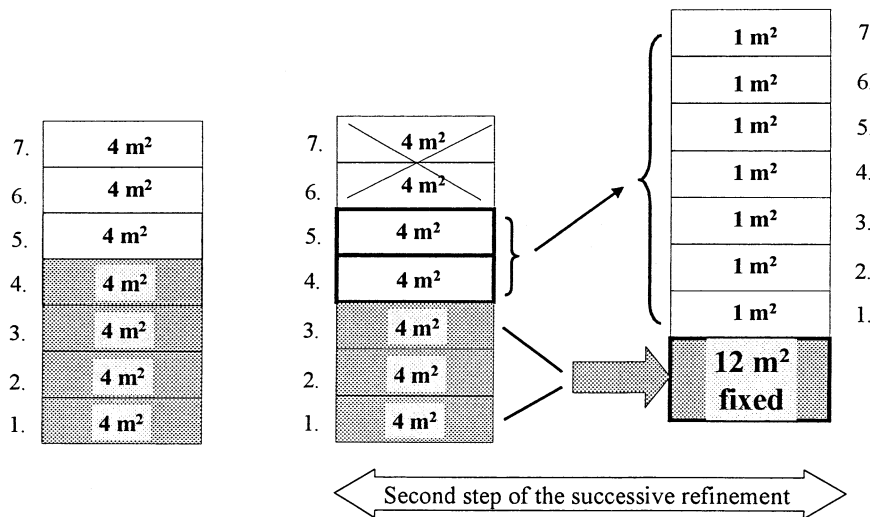 7. 4 m²
6. 4 m²
5. 4 m²
4. 4 m²
3. 4 m²
2. 4 m²
1. 4 m²
7. 4 m²
6. 4 m²
5. 4 m²
4. 4 m²
3. 4 m²
2. 4 m²
1. 4 m²
1 m² 7.
1 m² 6.
1 m² 5.
1 m² 4.
1 m² 3.
1 m² 2.
1 m² 1.
12 m²
fixed
Second step of the successive refinement